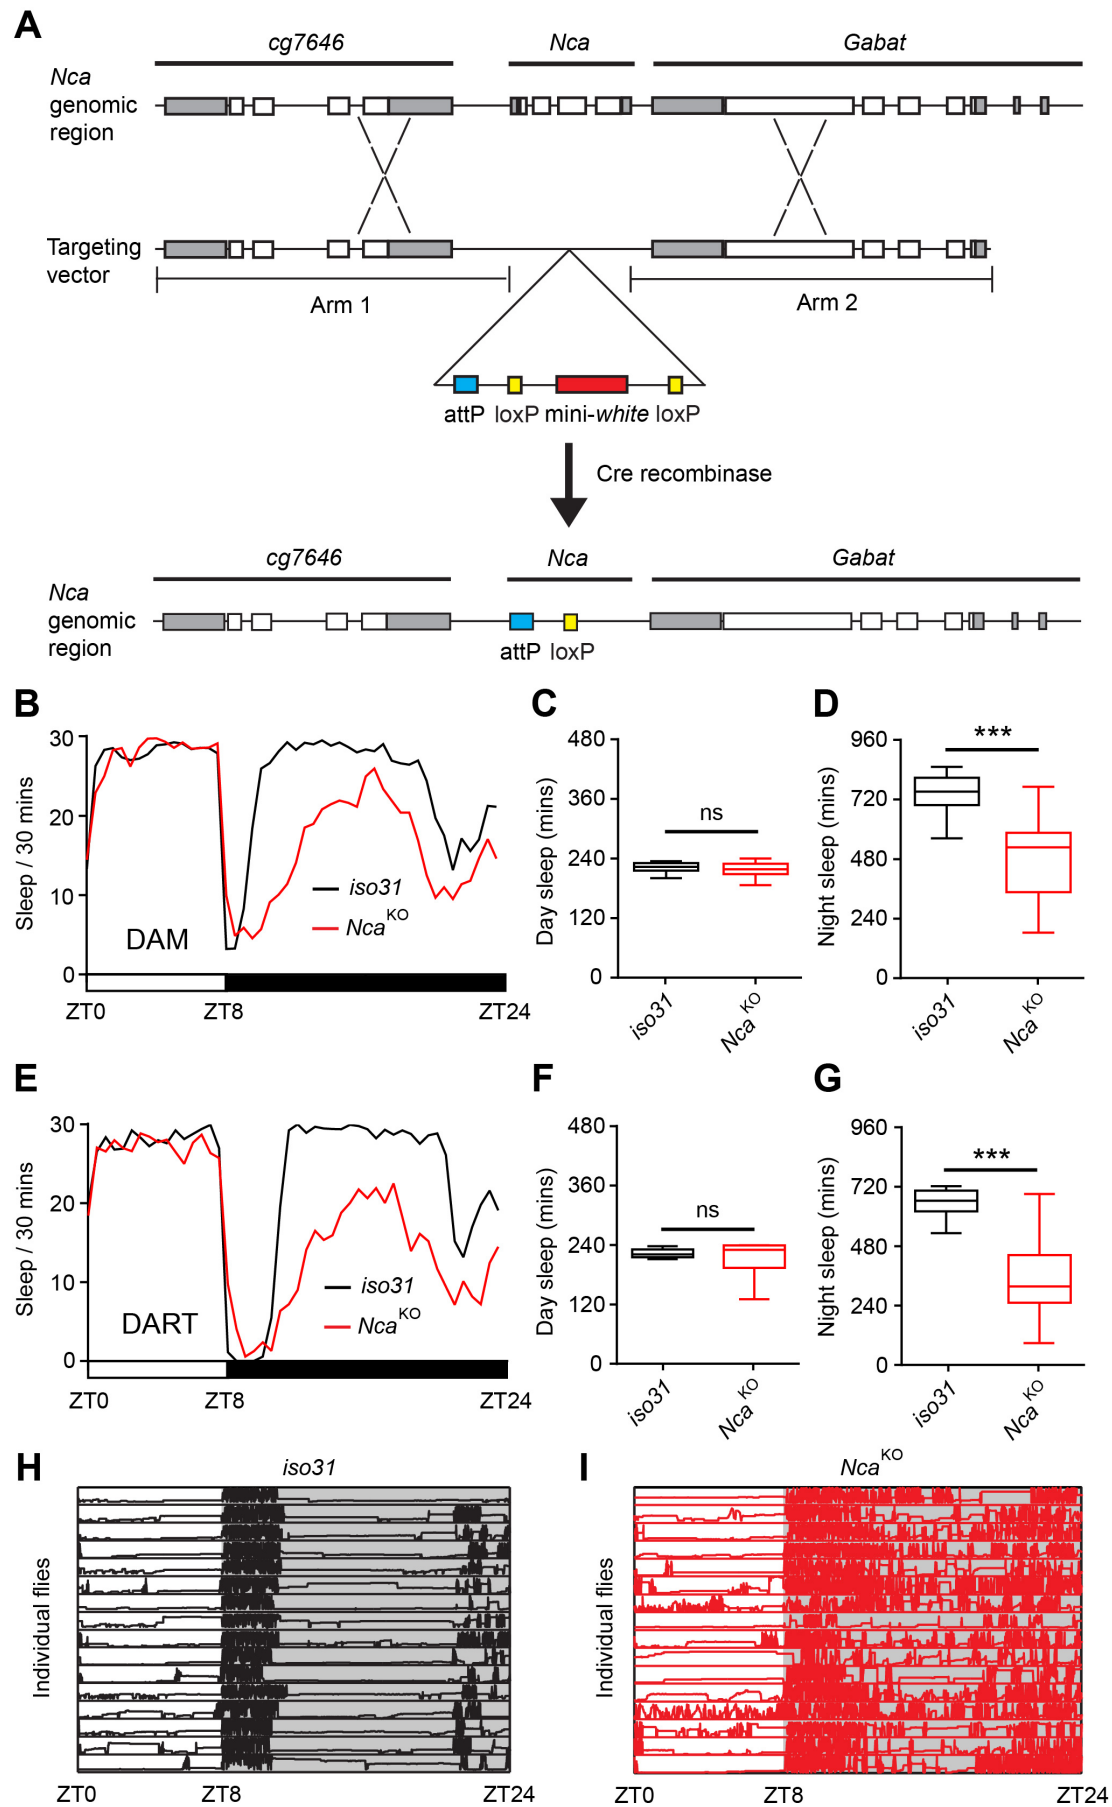 A
cg7646 Nca Gabat
Nca
genomic
region
Targeting
vector
Arm 1 Arm 2
attP loxP mini-white loxP
Cre recombinase
cg7646 Nca Gabat
Nca
genomic
region
attP loxP
B
Sleep / 30 mins
30
20
10
0
iso31
NcaKO
DAM
ZT0 ZT8 ZT24
C
Day sleep (mins)
480
360
240
120
0
ns
iso31 NcaKO
D
Night sleep (mins)
960
720
480
240
0
***
iso31 NcaKO
E
Sleep / 30 mins
30
20
10
0
iso31
NcaKO
DART
ZT0 ZT8 ZT24
F
Day sleep (mins)
480
360
240
120
0
ns
iso31 NcaKO
G
Night sleep (mins)
960
720
480
240
0
***
iso31 NcaKO
H
iso31
Individual flies
ZT0 ZT8 ZT24
I
NcaKO
Individual flies
ZT0 ZT8 ZT24